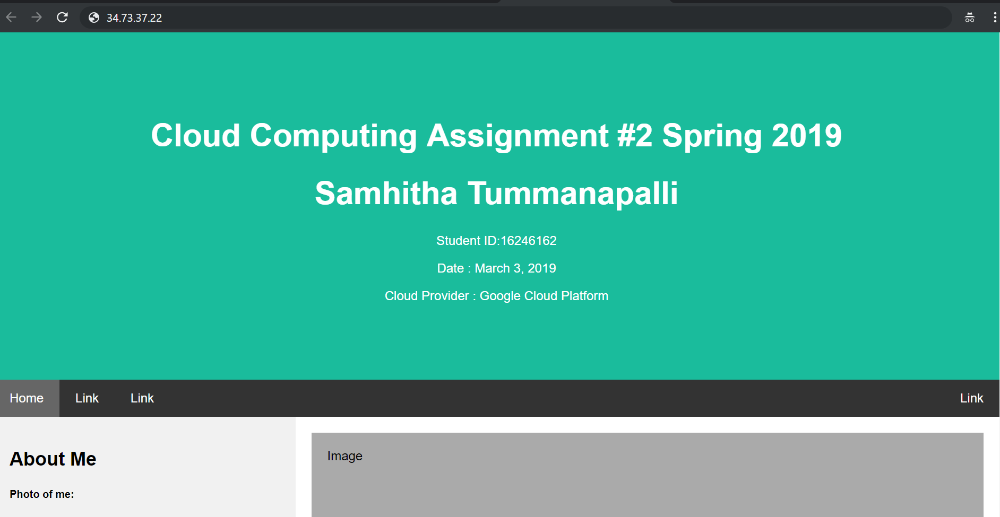 34.73.37.22
Cloud Computing Assignment #2 Spring 2019
Samhitha Tummanapalli
Student ID:16246162
Date : March 3, 2019
Cloud Provider : Google Cloud Platform
Home Link Link Link
About Me
Photo of me:
Image